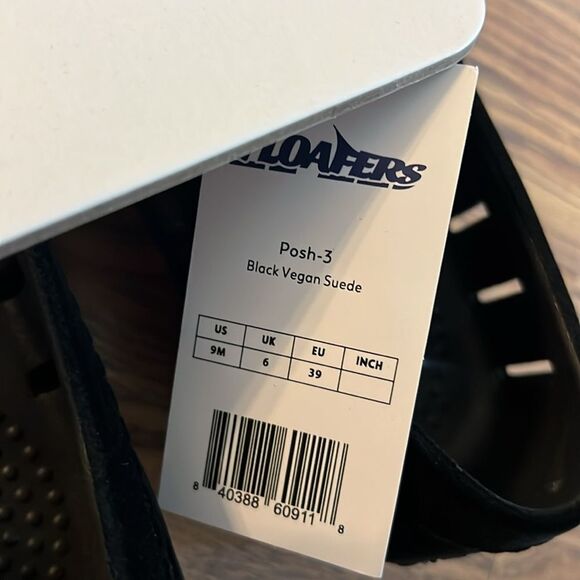 LOAFERS
Posh-3
Black Vegan Suede
US UK EU INCH
9M 6 39
8 40388 60911 8